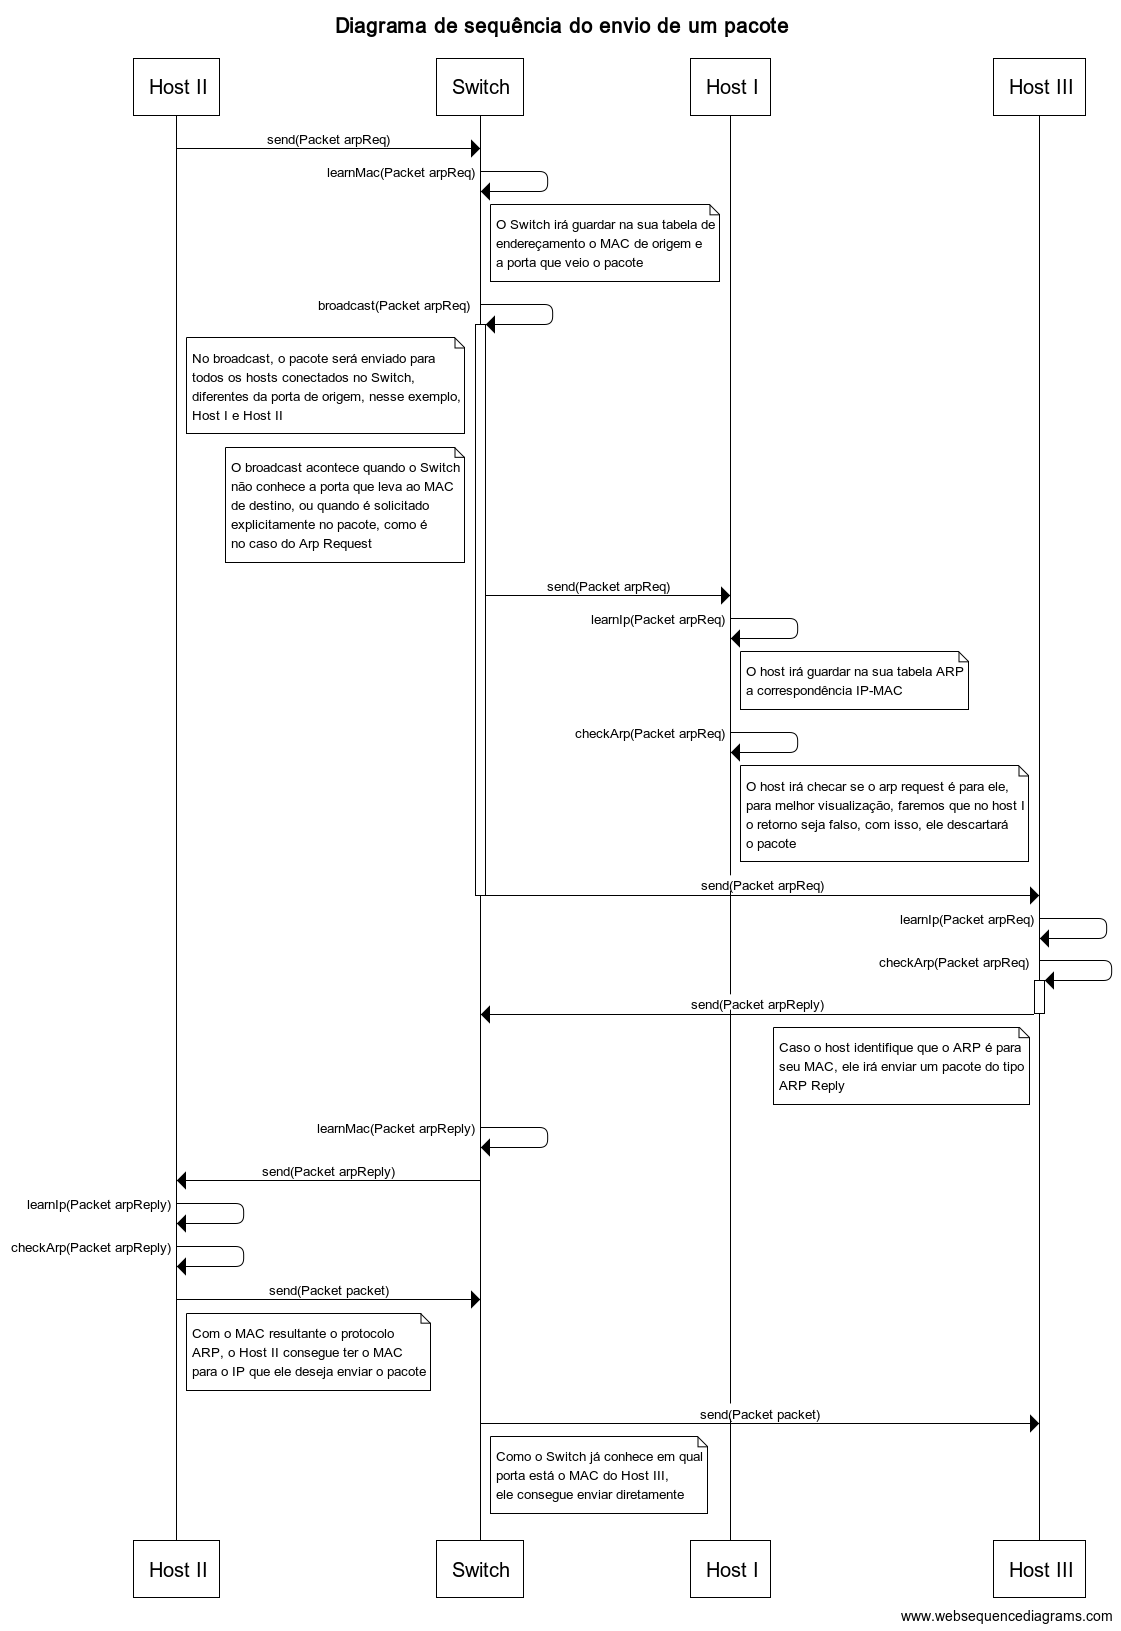 Diagrama de sequência do envio de um pacote
Host II
Switch
Host I
Host III
send(Packet arpReq)
learnMac(Packet arpReq)
O Switch irá guardar na sua tabela de
endereçamento o MAC de origem e
a porta que veio o pacote
broadcast(Packet arpReq)
No broadcast, o pacote será enviado para
todos os hosts conectados no Switch,
diferentes da porta de origem, nesse exemplo,
Host I e Host II
O broadcast acontece quando o Switch
não conhece a porta que leva ao MAC
de destino, ou quando é solicitado
explicitamente no pacote, como é
no caso do Arp Request
send(Packet arpReq)
learnIp(Packet arpReq)
O host irá guardar na sua tabela ARP
a correspondência IP-MAC
checkArp(Packet arpReq)
O host irá checar se o arp request é para ele,
para melhor visualização, faremos que no host I
o retorno seja falso, com isso, ele descartará
o pacote
send(Packet arpReq)
learnIp(Packet arpReq)
checkArp(Packet arpReq)
send(Packet arpReply)
Caso o host identifique que o ARP é para
seu MAC, ele irá enviar um pacote do tipo
ARP Reply
learnMac(Packet arpReply)
send(Packet arpReply)
learnIp(Packet arpReply)
checkArp(Packet arpReply)
send(Packet packet)
Com o MAC resultante o protocolo
ARP, o Host II consegue ter o MAC
para o IP que ele deseja enviar o pacote
send(Packet packet)
Como o Switch já conhece em qual
porta está o MAC do Host III,
ele consegue enviar diretamente
Host II
Switch
Host I
Host III
www.websequencediagrams.com